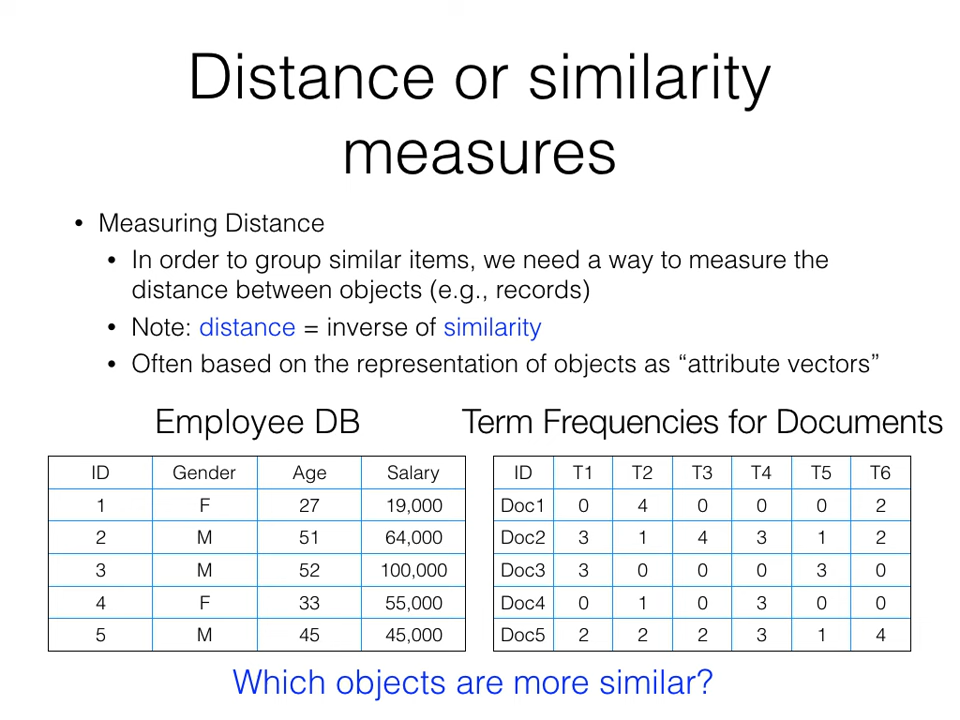 Distance or similarity
measures
• Measuring Distance
• In order to group similar items, we need a way to measure the
distance between objects (e.g., records)
• Note: distance = inverse of similarity
• Often based on the representation of objects as “attribute vectors”
Employee DB
ID Gender Age Salary
1 F 27 19,000
2 M 51 64,000
3 M 52 100,000
4 F 33 55,000
5 M 45 45,000
Term Frequencies for Documents
ID T1 T2 T3 T4 T5 T6
Doc1 0 4 0 0 0 2
Doc2 3 1 4 3 1 2
Doc3 3 0 0 0 3 0
Doc4 0 1 0 3 0 0
Doc5 2 2 2 3 1 4
Which objects are more similar?